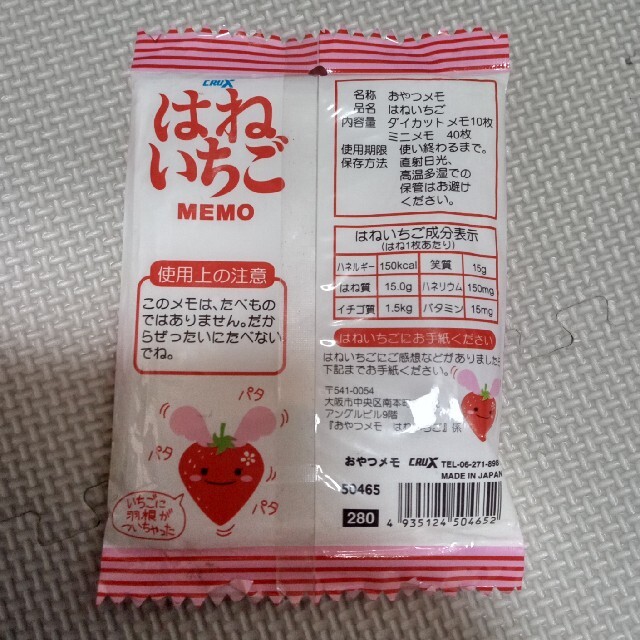 CRUX
はね
いちご
MEMO
使用上の注意
このメモは、たべもの
ではありません。だか
らぜったいにたべない
でね。
パタ
パタ
パタ
パタ
いちごに
羽根が
ついちゃった
名称 おやつメモ
品名 はねいちご
内容量 ダイカットメモ10枚
ミニメモ 40枚
使用期限 使い終わるまで。
保存方法 直射日光、
高温多湿での
保管はお避け
ください。
はねいちご成分表示
(はね1枚あたり)
ハネルギー 150kcal 笑質 15g
はね質 15.0g ハネリウム 150mg
イチゴ質 1.5kg パタミン 15mg
はねいちごにお手紙ください
はねいちごにご感想などがありましたら
下記までお手紙ください。
〒541-0054
大阪市中央区南本町
アングルビル9階
『おやつメモ はねいちご』係
おやつメモ CRUX TEL-06-271-890
MADE IN JAPAN
50465
280
4 935124 504652